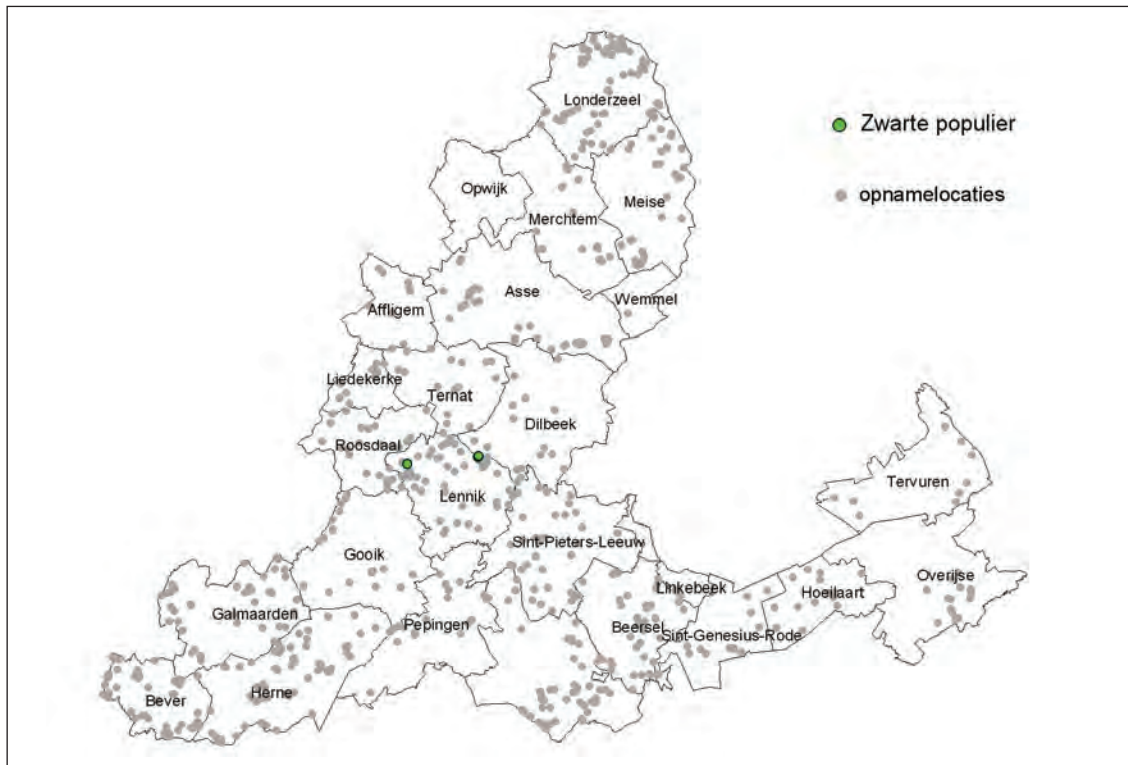 Londerzeel
Zwarte populier
Opwijk
opnamelocaties
Meise
Merchtem
Asse
Wemmel
Affligem
Liedekerke
Ternat
Dilbeek
Roosdaal
Tervuren
Lennik
Sint-Pieters-Leeuw
Gooik
Overijse
Linkebeek
Hoeilaart
Galmaarden
Pepingen
Beersel
Sint-Genesius-Rode
Herne
Bever